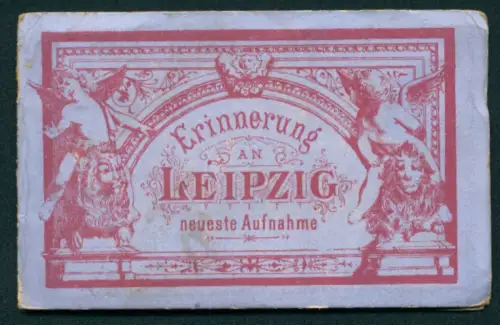 Erinnerung
AN
LEIPZIG
neueste Aufnahme